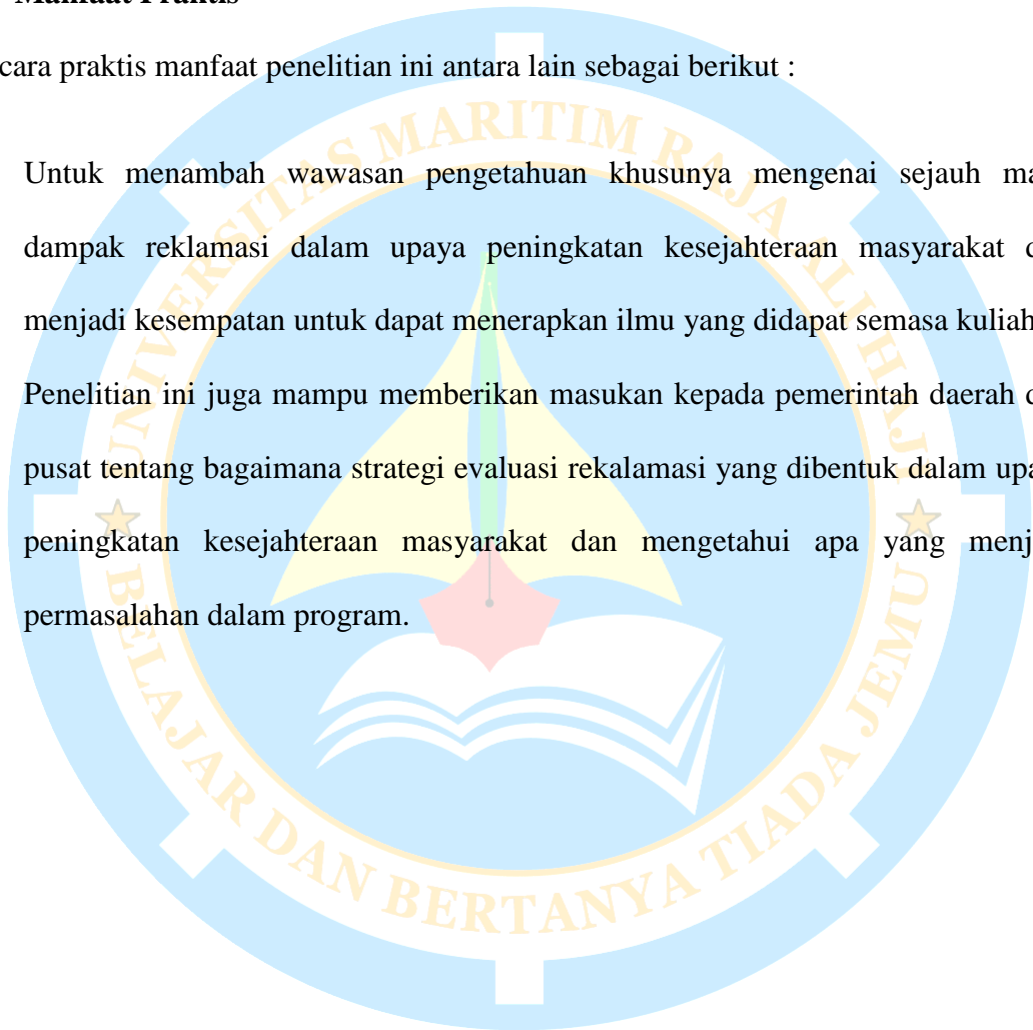 Manfaat Praktis
cara praktis manfaat penelitian ini antara lain sebagai berikut :
Untuk menambah wawasan pengetahuan khusunya mengenai sejauh ma
dampak reklamasi dalam upaya peningkatan kesejahteraan masyarakat d
menjadi kesempatan untuk dapat menerapkan ilmu yang didapat semasa kuliah
Penelitian ini juga mampu memberikan masukan kepada pemerintah daerah d
pusat tentang bagaimana strategi evaluasi rekalamasi yang dibentuk dalam upa
peningkatan kesejahteraan masyarakat dan mengetahui apa yang menj
permasalahan dalam program.
UNIVERSITAS MARITIM RAJA ALI HAJI
BELAJAR DAN BERTANYA TIADA JEMU